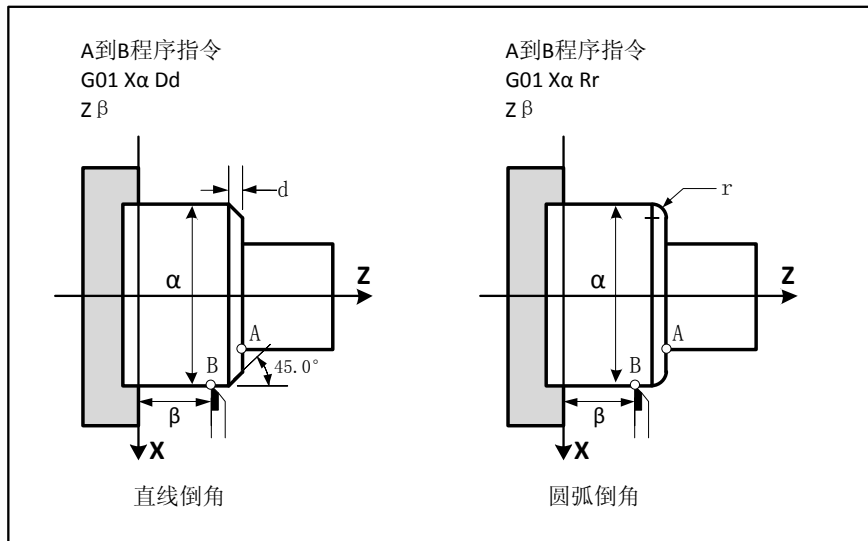 A到B程序指令
G01 Xα Dd
Z β
d
α
Z
A
B
45.0°
β
X
直线倒角
A到B程序指令
G01 Xα Rr
Z β
r
α
Z
A
B
β
X
圆弧倒角